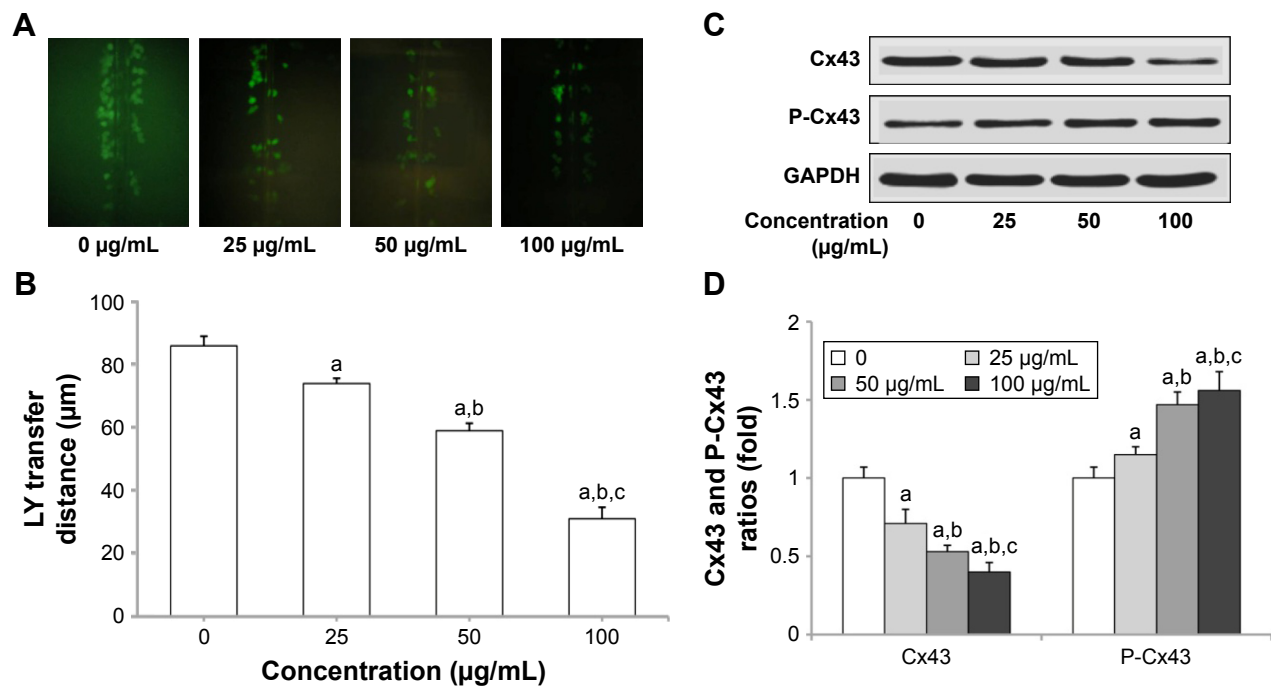 A
0 µg/mL
25 µg/mL
50 µg/mL
100 µg/mL
B
100
80
60
40
20
0
LY transfer
distance (µm)
a
a,b
a,b,c
0
25
50
100
Concentration (µg/mL)
C
Cx43
P-Cx43
GAPDH
Concentration
(µg/mL)
0
25
50
100
D
2
1.5
1
0.5
0
Cx43 and P-Cx43
ratios (fold)
0
25 µg/mL
50 µg/mL
100 µg/mL
a
a,b
a,b,c
a
a,b
a,b,c
Cx43
P-Cx43